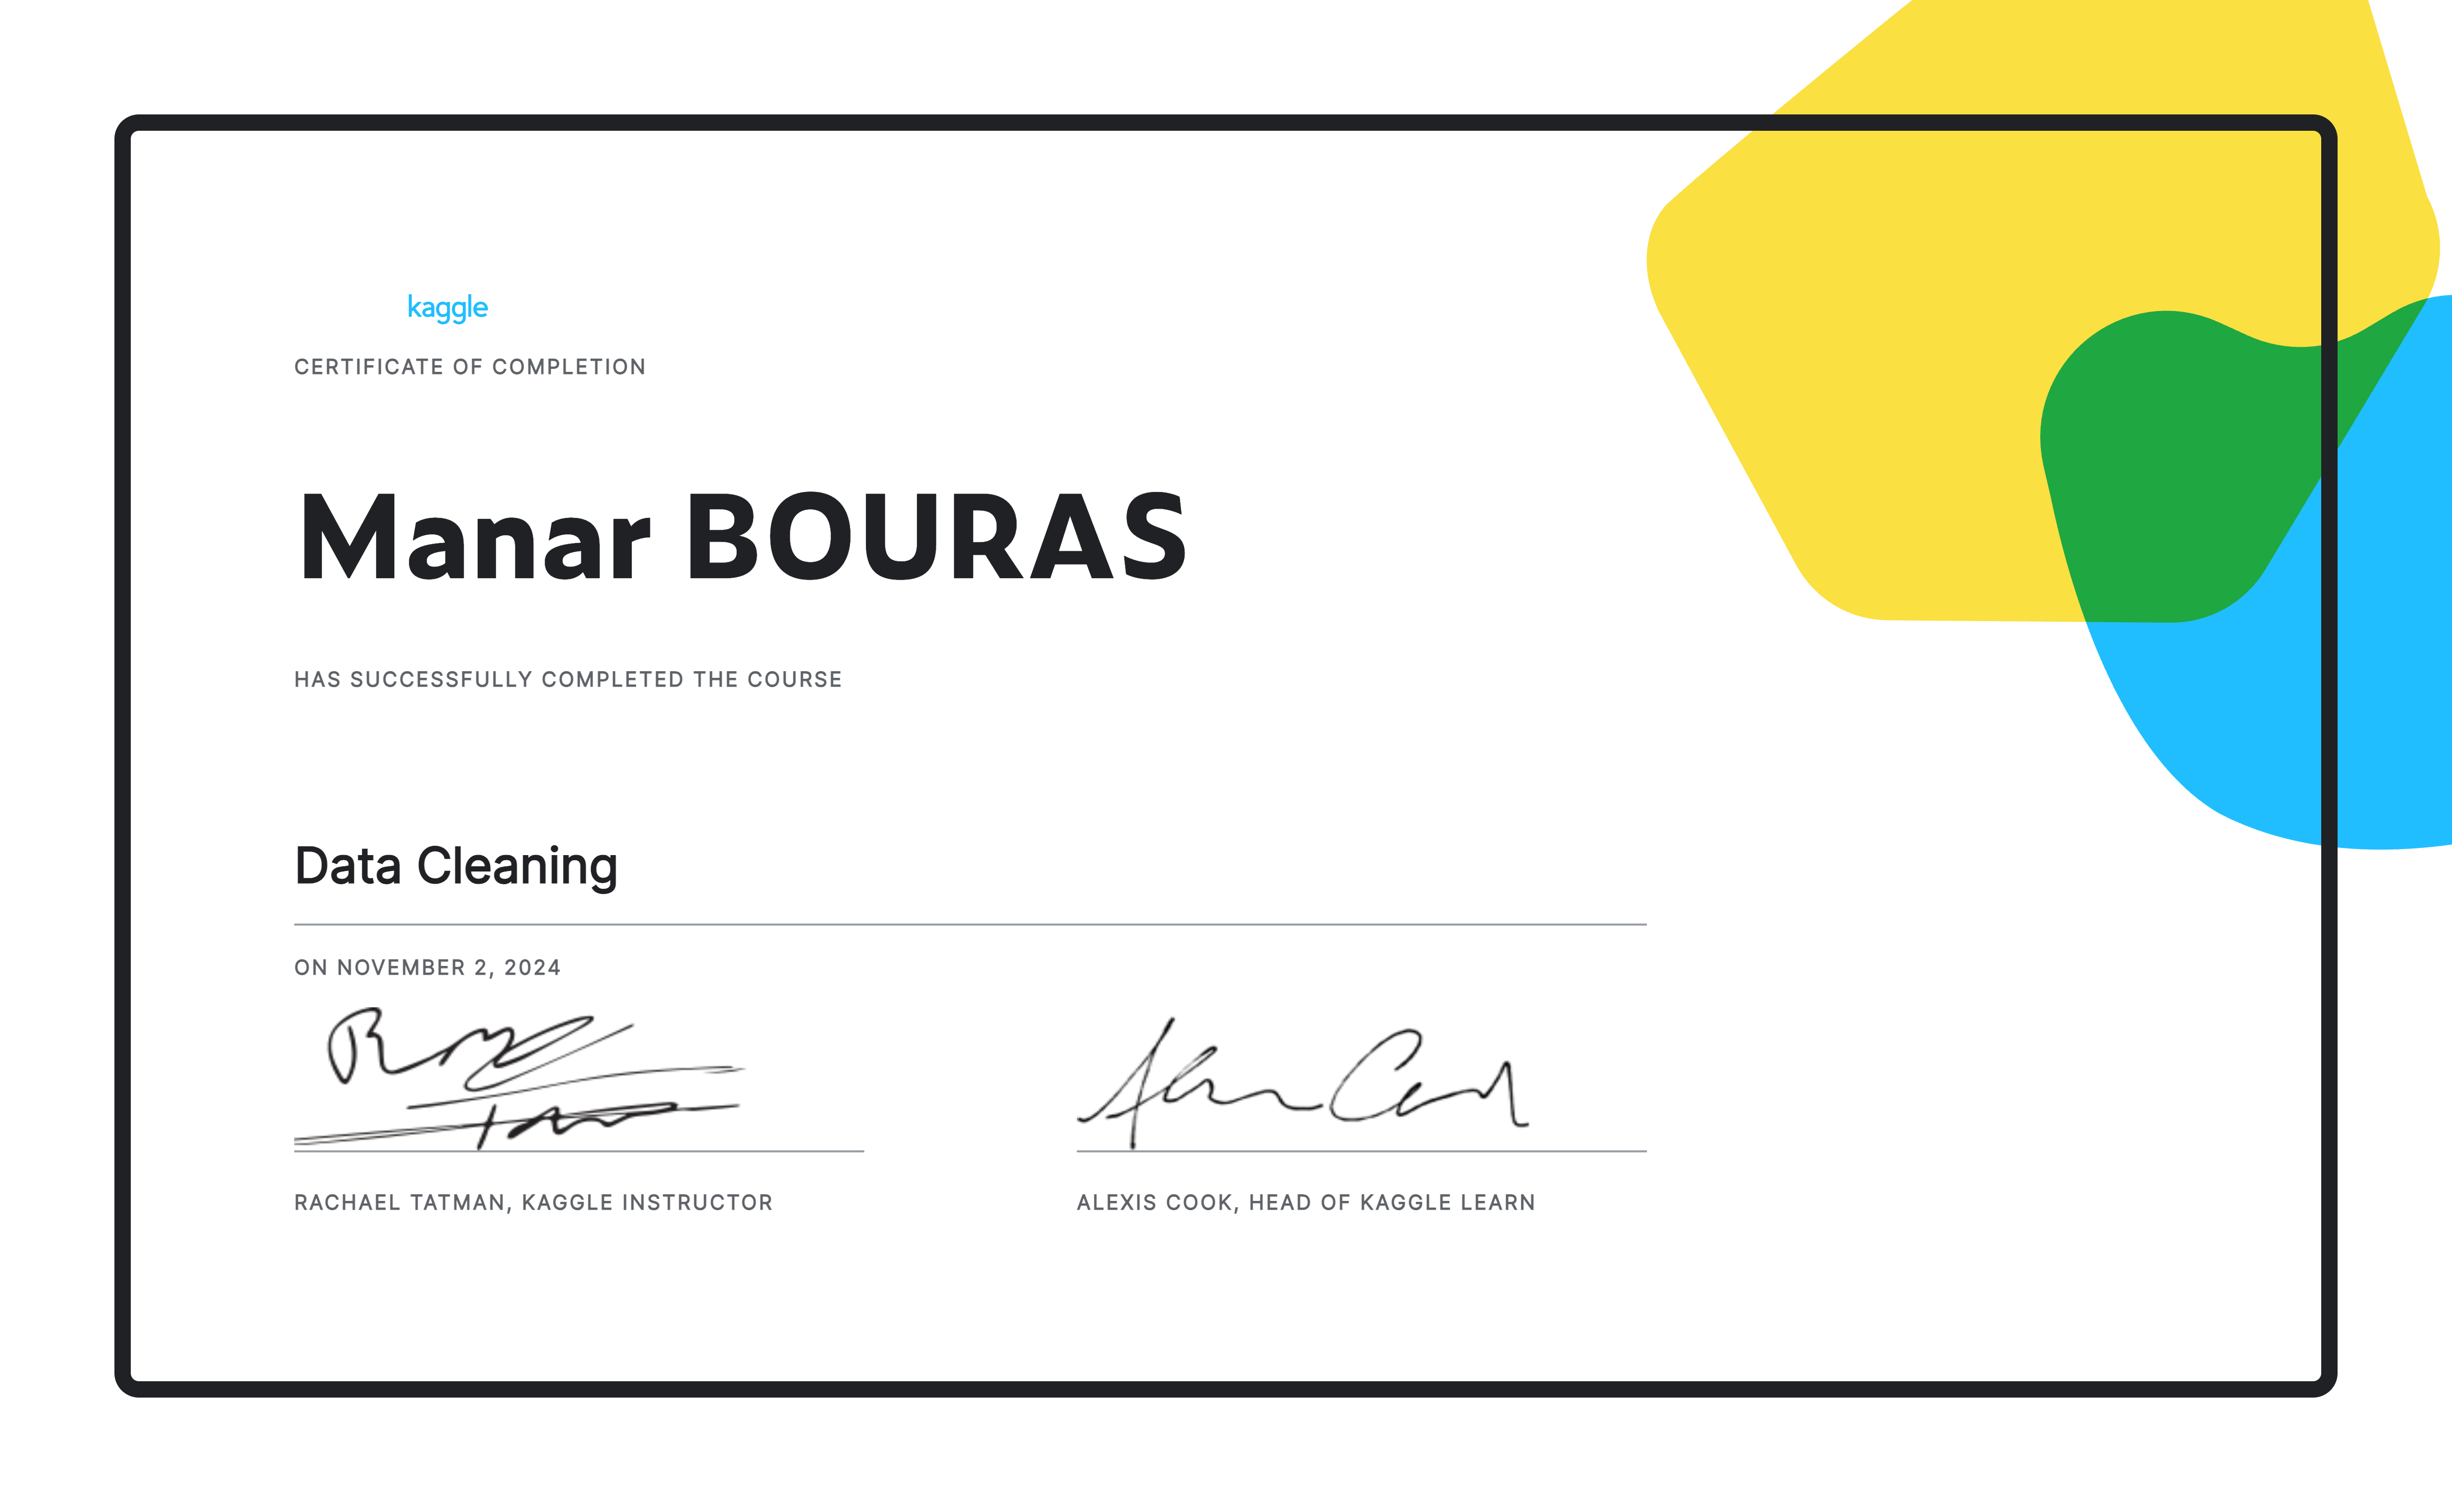 kaggle
CERTIFICATE OF COMPLETION
Manar BOURAS
HAS SUCCESSFULLY COMPLETED THE COURSE
Data Cleaning
ON NOVEMBER 2, 2024
RACHAEL TATMAN, KAGGLE INSTRUCTOR
ALEXIS COOK, HEAD OF KAGGLE LEARN